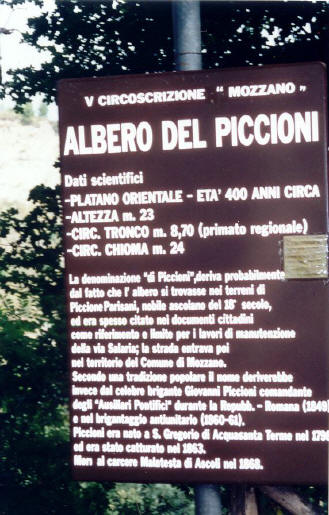 V CIRCOSCRIZIONE "MOZZANO"
ALBERO DEL PICCIONI
Dati scientifici
-PLATANO ORIENTALE - ETA' 400 ANNI CIRCA
-ALTEZZA m. 23
-CIRC. TRONCO m. 8,70 (primato regionale)
-CIRC. CHIOMA m. 24
La denominazione "di Piccioni", deriva probabilmente
dal fatto che l' albero si trovasse nei terreni di
Piccione Parisani, nobile ascolano del 18° secolo,
ed era spesso citato nei documenti cittadini
come riferimento e limite per i lavori di manutenzione
della via Salaria; la strada entrava poi
nel territorio del Comune di Mozzano.
Secondo una tradizione popolare il nome deriverebbe
invece dal celebre brigante Giovanni Piccioni comandante
degli "Ausiliari Pontifici" durante la Repubb. - Romana (1849)
e nel brigantaggio antiunitario (1860-61).
Piccioni era nato a S. Gregorio di Acquasanta Terme nel
ed era stato catturato nel 1863.
Morì al carcere Malatesta di Ascoli nel 1868.